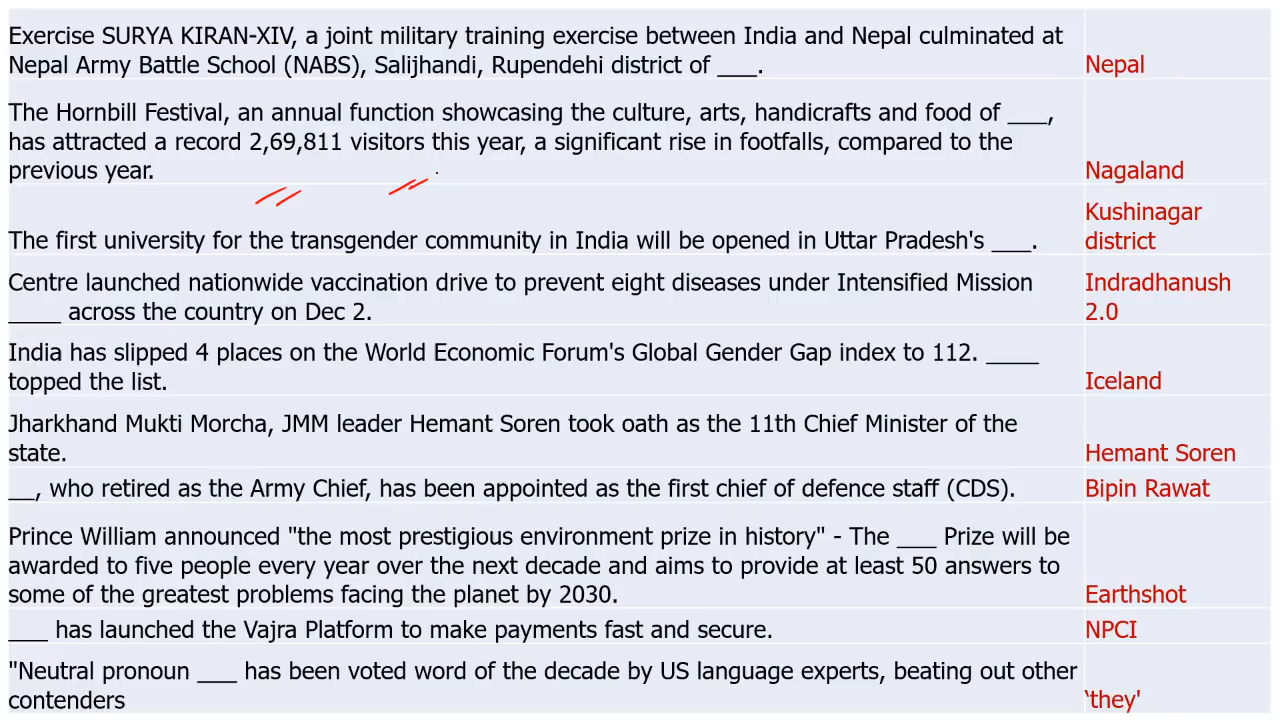 Exercise SURYA KIRAN-XIV, a joint military training exercise between India and Nepal culminated at
Nepal Army Battle School (NABS), Salijhandi, Rupendehi district of ___.
Nepal
The Hornbill Festival, an annual function showcasing the culture, arts, handicrafts and food of ___,
has attracted a record 2,69,811 visitors this year, a significant rise in footfalls, compared to the
previous year.
Nagaland
The first university for the transgender community in India will be opened in Uttar Pradesh's ___.
Kushinagar
district
Centre launched nationwide vaccination drive to prevent eight diseases under Intensified Mission
____ across the country on Dec 2.
Indradhanush
2.0
India has slipped 4 places on the World Economic Forum's Global Gender Gap index to 112. ____
topped the list.
Iceland
Jharkhand Mukti Morcha, JMM leader Hemant Soren took oath as the 11th Chief Minister of the
state.
Hemant Soren
__, who retired as the Army Chief, has been appointed as the first chief of defence staff (CDS).
Bipin Rawat
Prince William announced "the most prestigious environment prize in history" - The ___ Prize will be
awarded to five people every year over the next decade and aims to provide at least 50 answers to
some of the greatest problems facing the planet by 2030.
Earthshot
___ has launched the Vajra Platform to make payments fast and secure.
NPCI
"Neutral pronoun ___ has been voted word of the decade by US language experts, beating out other
contenders
'they'